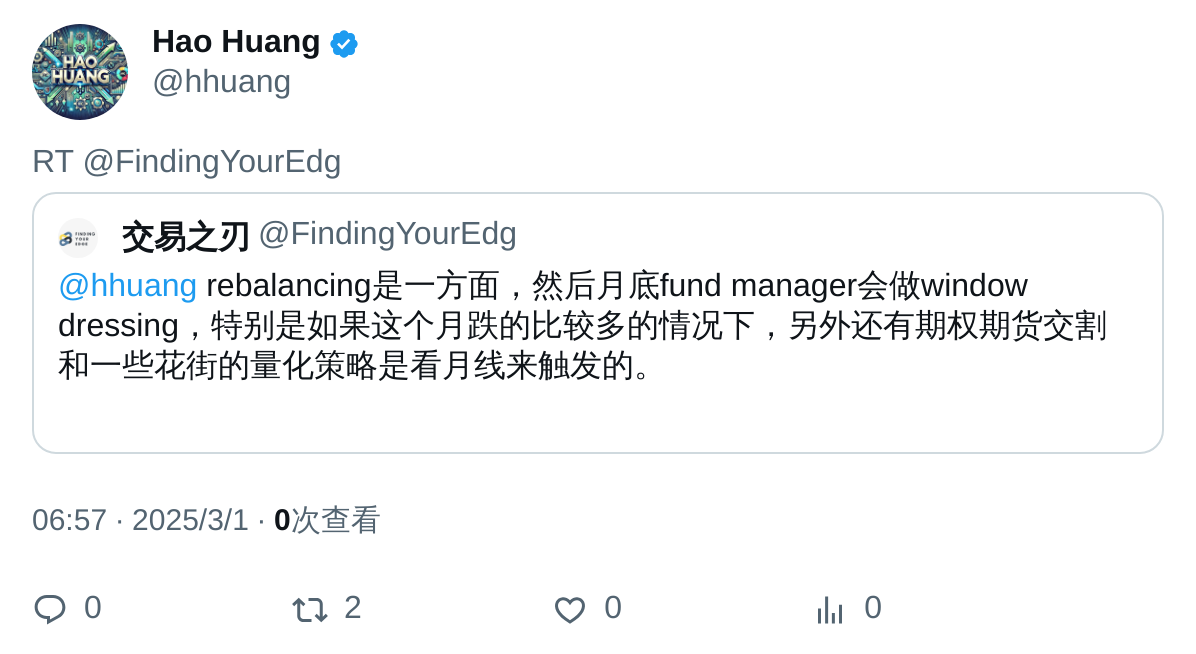 HAO
HUANG
Hao Huang
@hhuang
RT @FindingYourEdg
FINDING
YOUR
EDGE
交易之刃 @FindingYourEdg
@hhuang rebalancing是一方面，然后月底fund manager会做window
dressing，特别是如果这个月跌的比较多的情况下，另外还有期权期货交割
和一些花街的量化策略是看月线来触发的。
06:57 · 2025/3/1 · 0次查看
0 2 0 0